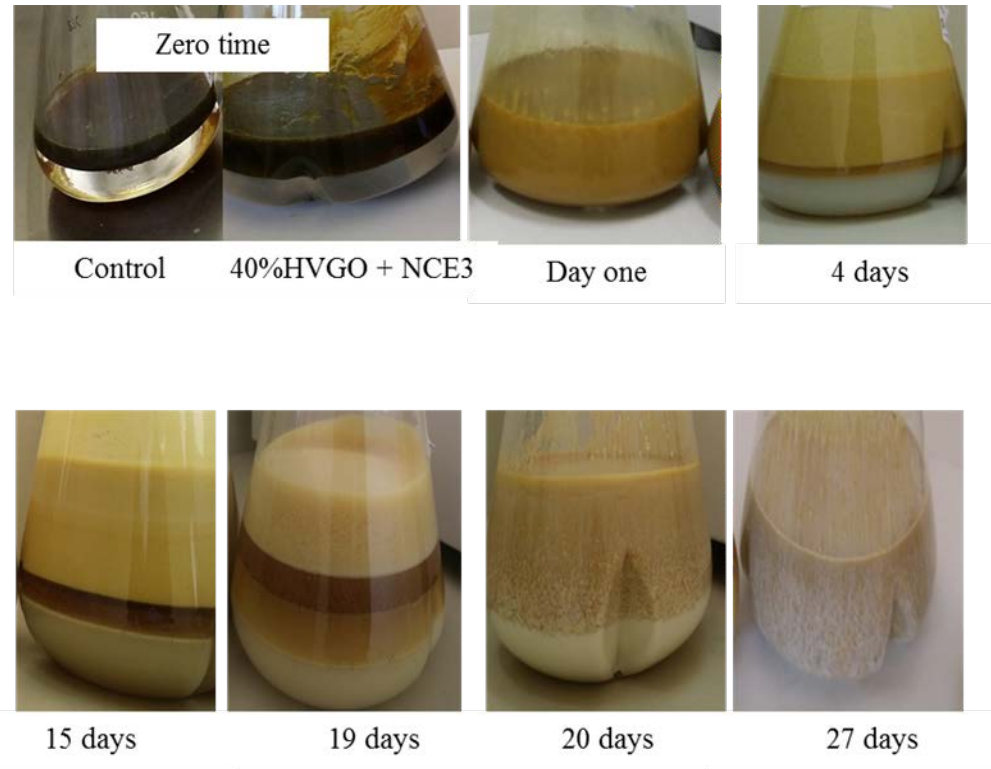 Zero time
Control
40%HVGO + NCE3
Day one
4 days
15 days
19 days
20 days
27 days